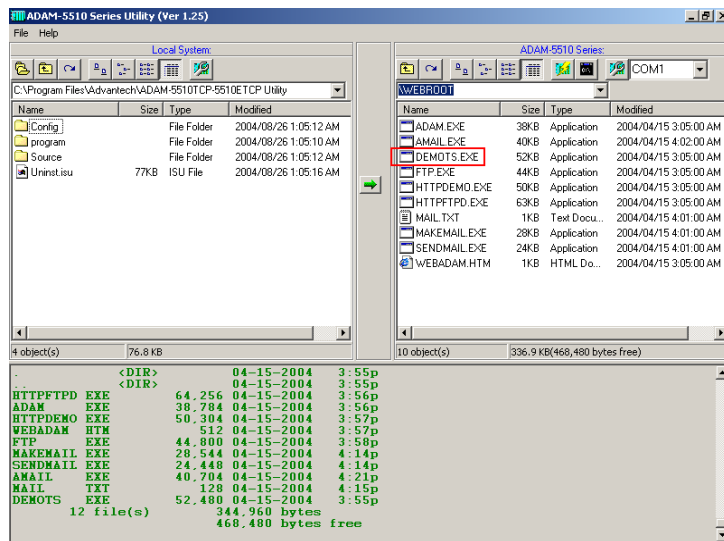 ADAM-5510 Series Utility (Ver 1.25)
File Help
Local System:
C:\Program Files\Advantech\ADAM-5510TCP-5510ETCP Utility
Name Size Type Modified
Config File Folder 2004/08/26 1:05:12 AM
program File Folder 2004/08/26 1:05:10 AM
Source File Folder 2004/08/26 1:05:12 AM
Uninst.isu 77KB ISU File 2004/08/26 1:05:16 AM
4 object(s) 76.8 KB
ADAM-5510 Series:
COM1
\WEBROOT
Name Size Type Modified
ADAM.EXE 38KB Application 2004/04/15 3:05:00 AM
AMAIL.EXE 40KB Application 2004/04/15 4:02:00 AM
DEMOTS.EXE 52KB Application 2004/04/15 3:05:00 AM
FTP.EXE 44KB Application 2004/04/15 3:05:00 AM
HTTPDEMO.EXE 50KB Application 2004/04/15 3:05:00 AM
HTTPFTPD.EXE 63KB Application 2004/04/15 3:05:00 AM
MAIL.TXT 1KB Text Docu... 2004/04/15 4:01:00 AM
MAKEMAIL.EXE 28KB Application 2004/04/15 4:01:00 AM
SENDMAIL.EXE 24KB Application 2004/04/15 4:01:00 AM
WEBADAM.HTM 1KB HTML Do... 2004/04/15 3:05:00 AM
10 object(s) 336.9 KB(468,480 bytes free)
. <DIR> 04-15-2004 3:55p
.. <DIR> 04-15-2004 3:55p
HTTPFTPD EXE 64,256 04-15-2004 3:56p
ADAM EXE 38,784 04-15-2004 3:56p
HTTPDEMO EXE 50,304 04-15-2004 3:57p
WEBADAM HTM 512 04-15-2004 3:57p
FTP EXE 44,800 04-15-2004 3:58p
MAKEMAIL EXE 28,544 04-15-2004 4:14p
SENDMAIL EXE 24,448 04-15-2004 4:14p
AMAIL EXE 40,704 04-15-2004 4:21p
MAIL TXT 128 04-15-2004 4:15p
DEMOTS EXE 52,480 04-15-2004 3:55p
12 file(s) 344,960 bytes
468,480 bytes free